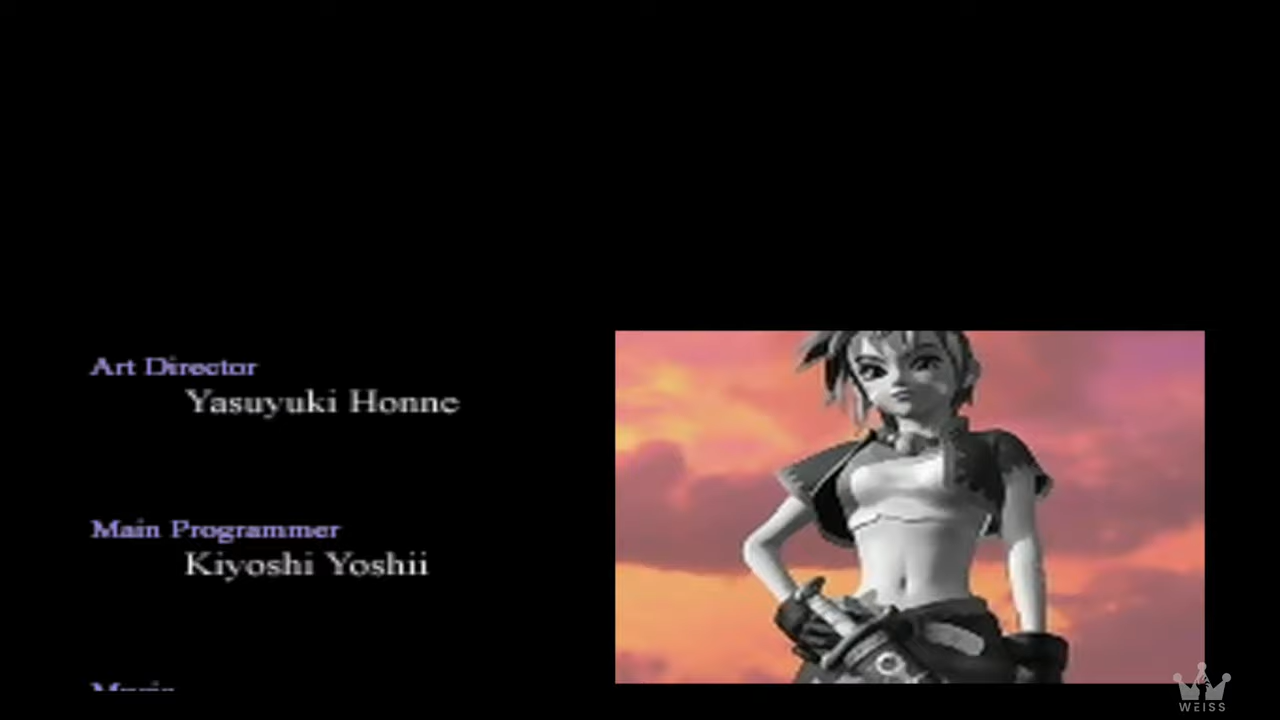 Art Director
Yasuyuki Honne
Main Programmer
Kiyoshi Yoshii
WEISS